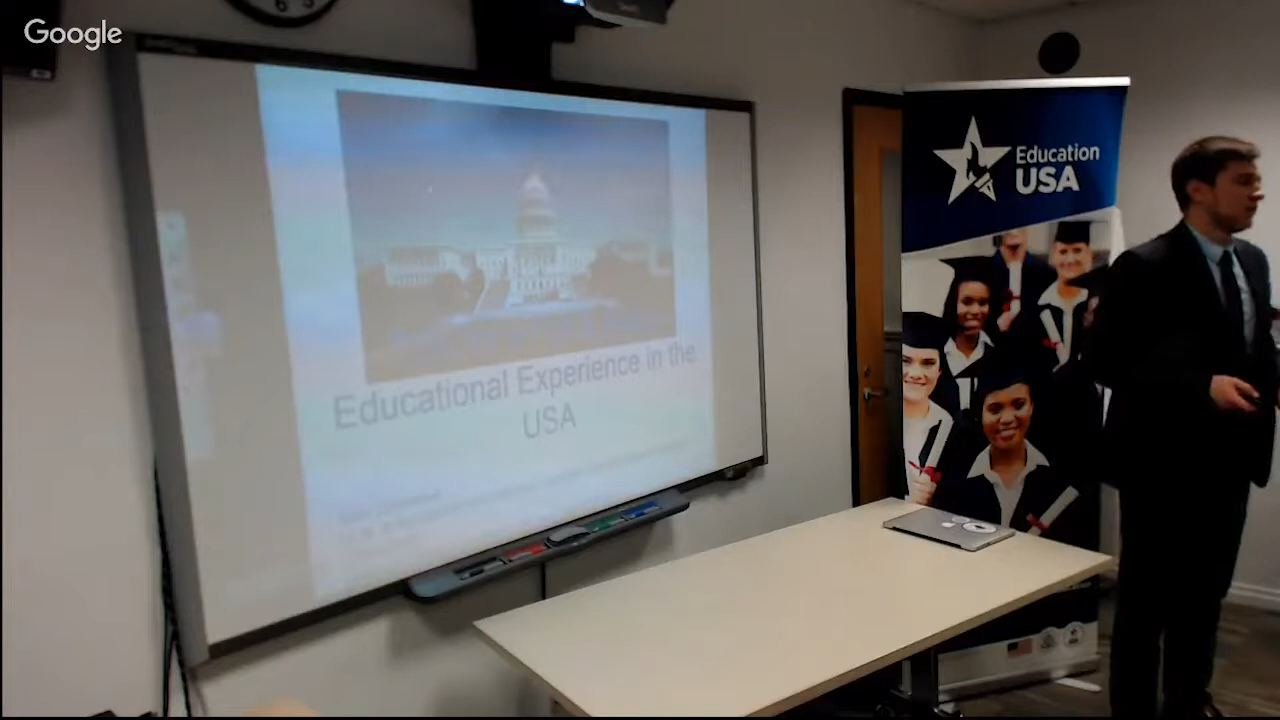 Google
Educational Experience in the
USA
Education
USA